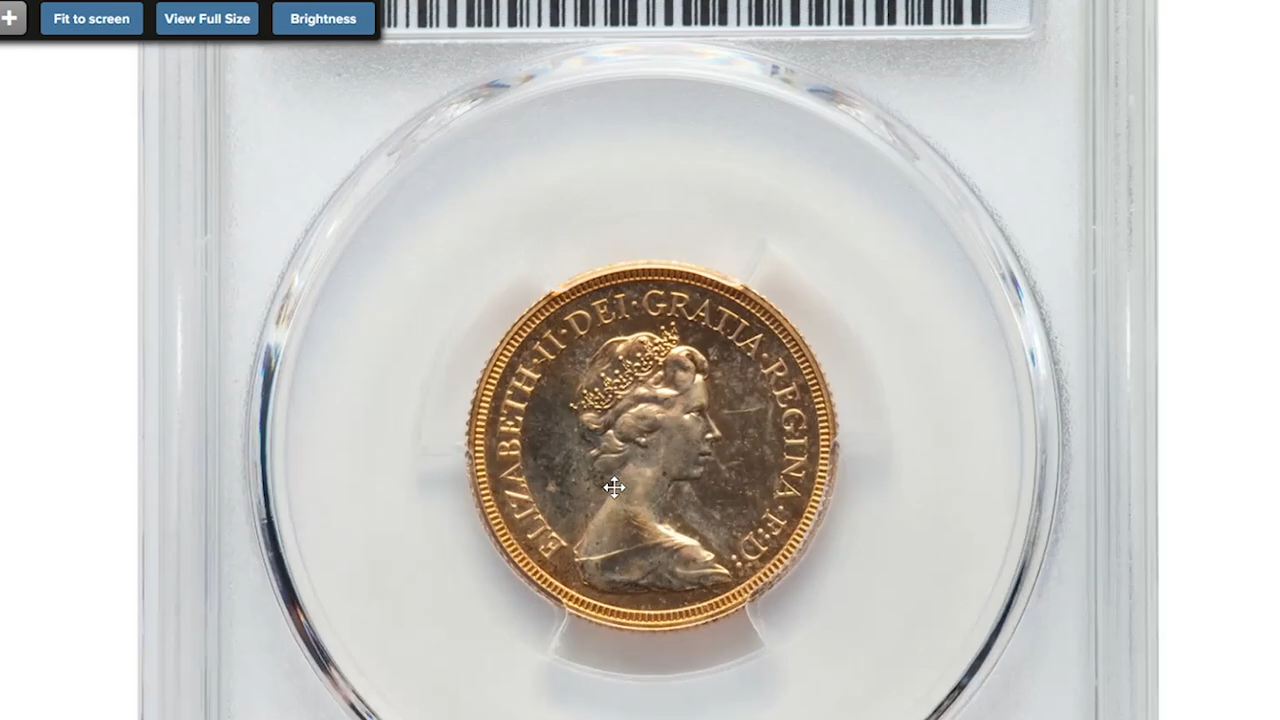 Fit to screen
View Full Size
Brightness
ELIZABETH·II·DEI·GRATIA·REGINA·F:D: